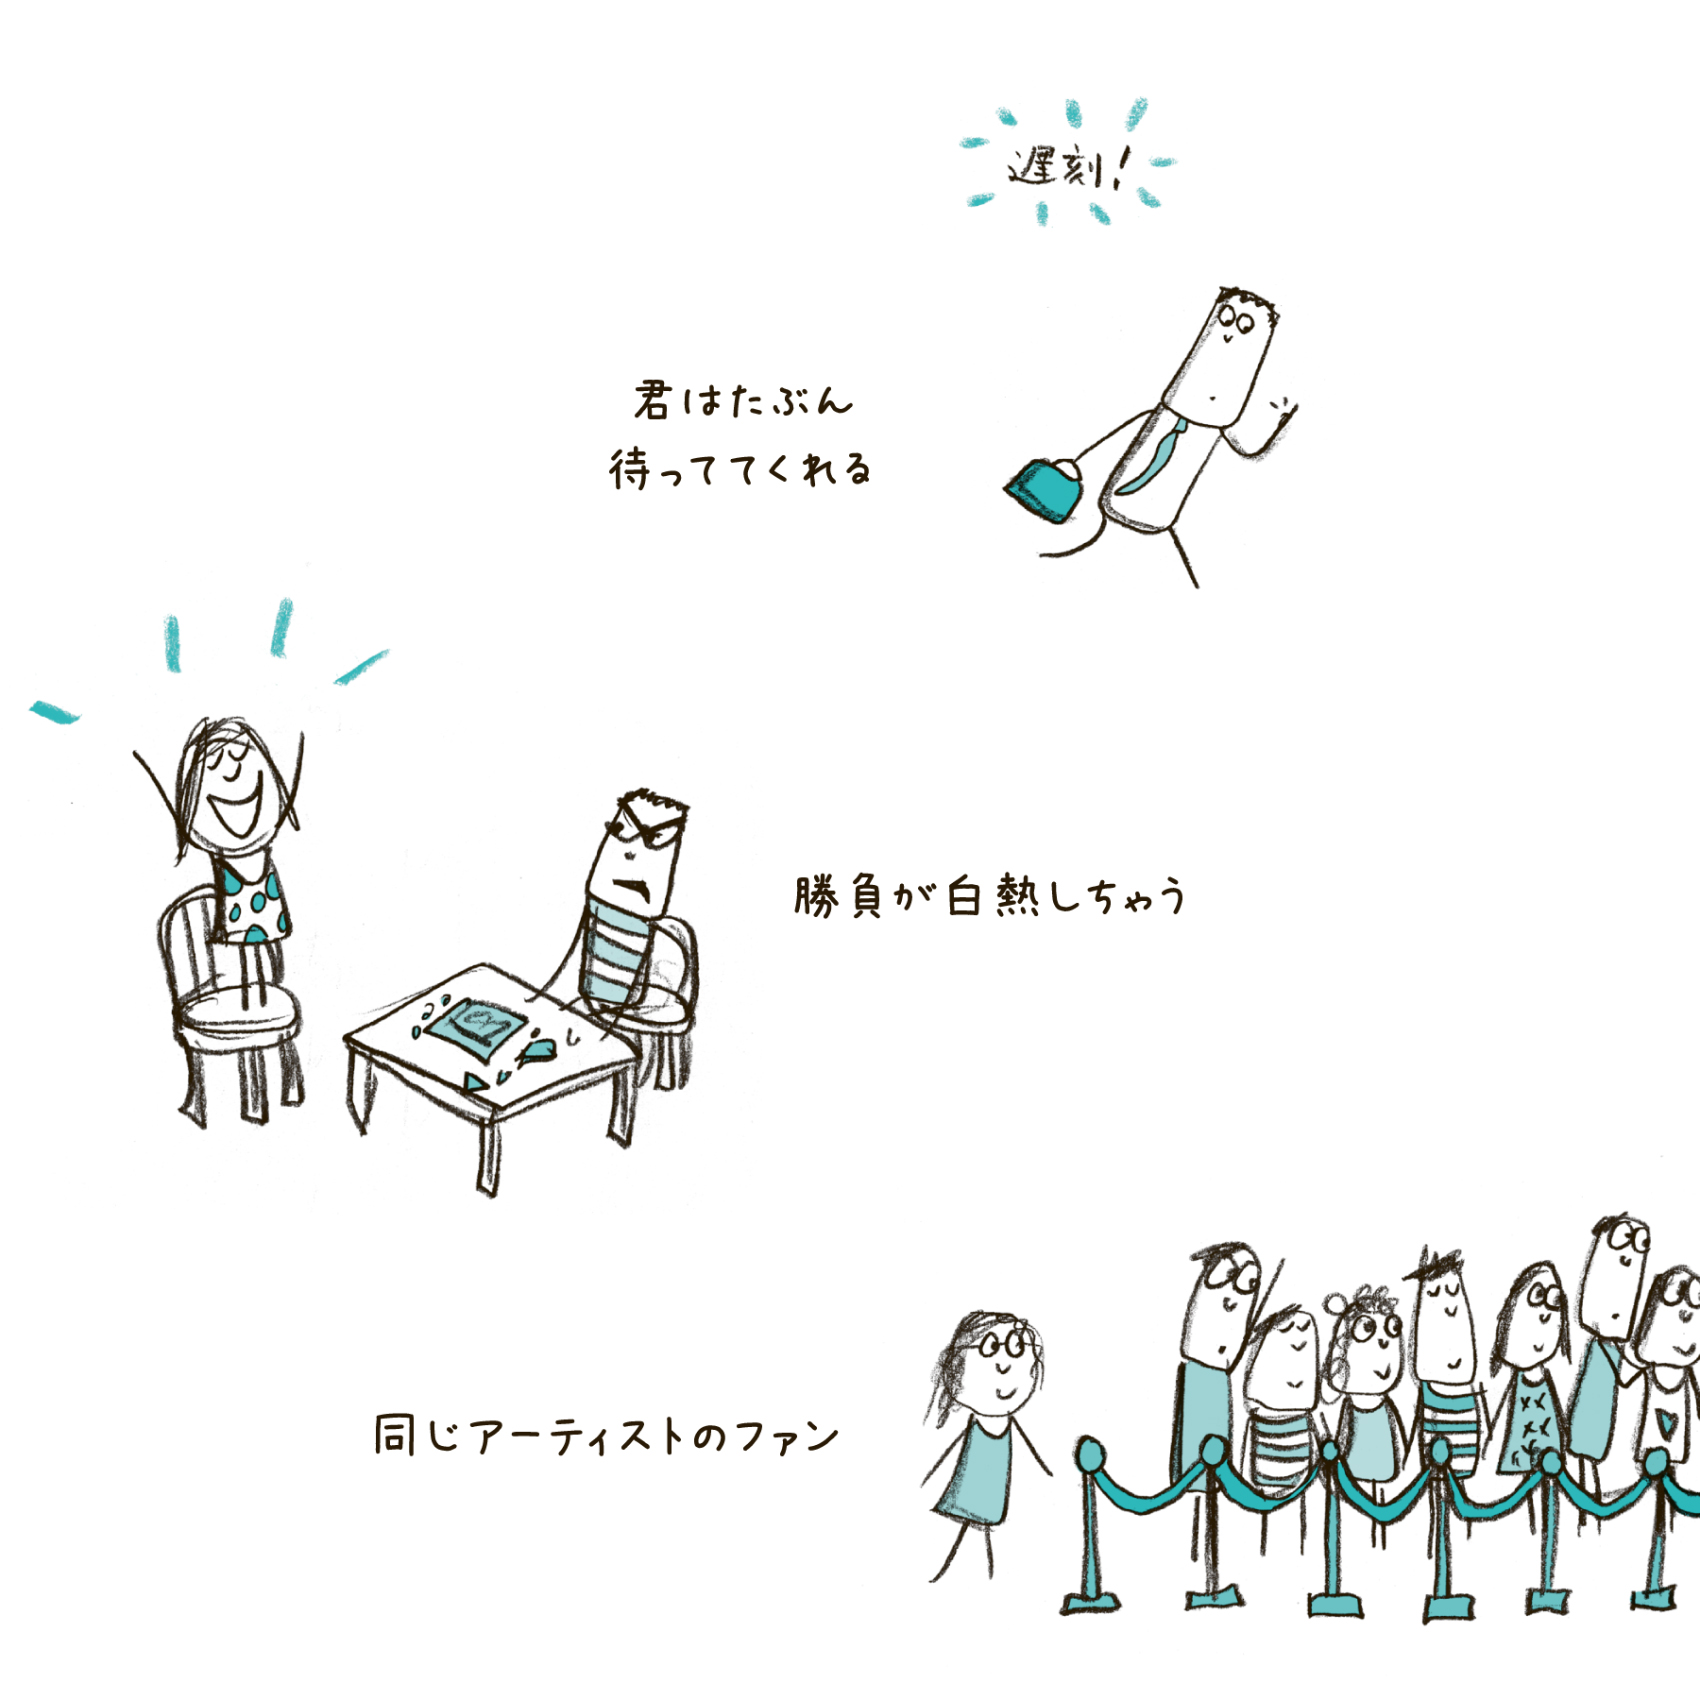 遅刻!
君はたぶん
待っててくれる
勝負が白熱しちゃう
同じアーティストのファン